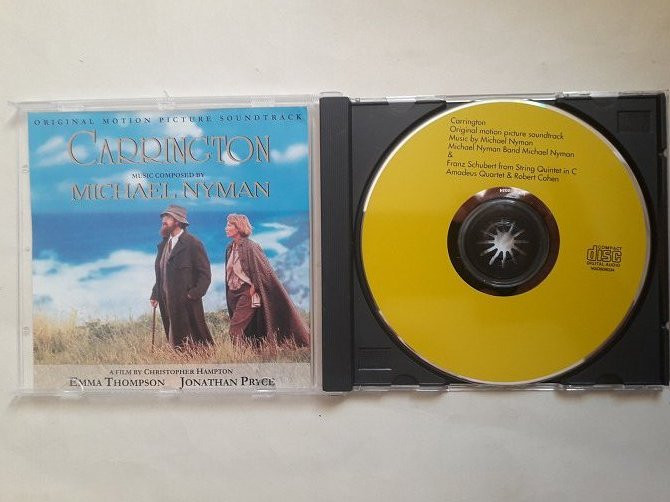 ORIGINAL MOTION PICTURE SOUNDTRACK
CARRINGTON
MUSIC COMPOSED BY
MICHAEL NYMAN
A FILM BY CHRISTOPHER HAMPTON
EMMA THOMPSON JONATHAN PRYCE
Carrington
Original motion picture soundtrack
Music by Michael Nyman
Michael Nyman Band Michael Nyman
&
Franz Schubert from String Quintet in C
Amadeus Quartet & Robert Cohen
COMPACT
disc
DIGITAL AUDIO